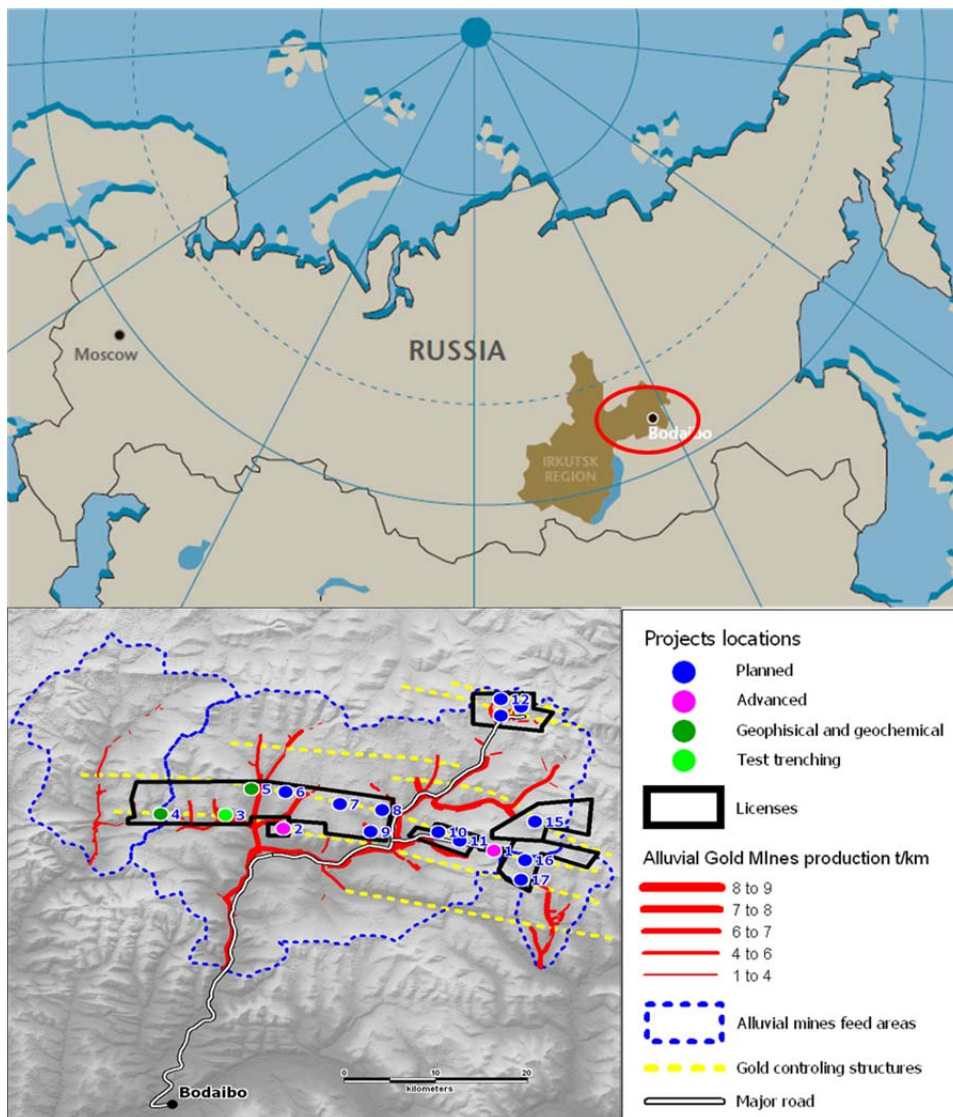 RUSSIA
Moscow
Bodaibo
IRKUTSK
REGION
12
5
6
7
4
3
8
15
2
9
10
11
1
16
17
0 10 20
kilometers
Bodaibo
Projects locations
Planned
Advanced
Geophisical and geochemical
Test trenching
Licenses
Alluvial Gold MInes production t/km
8 to 9
7 to 8
6 to 7
4 to 6
1 to 4
Alluvial mines feed areas
Gold controling structures
Major road